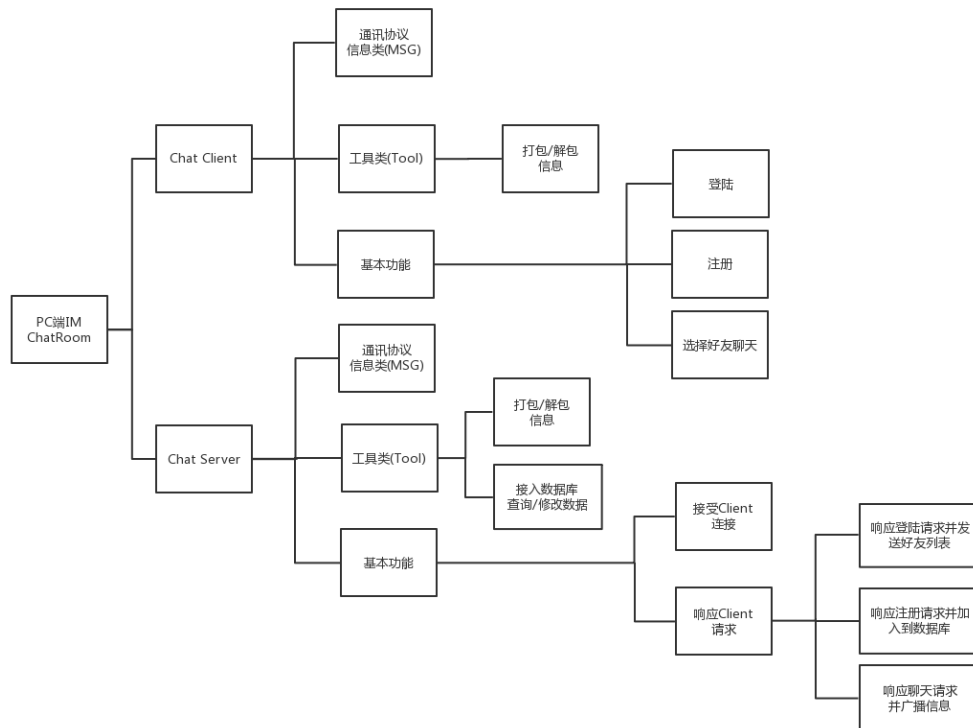 通讯协议
信息类(MSG)
Chat Client
工具类(Tool)
打包/解包
信息
登陆
基本功能
注册
选择好友聊天
PC端IM
ChatRoom
通讯协议
信息类(MSG)
打包/解包
信息
Chat Server
工具类(Tool)
接入数据库
查询/修改数据
接受Client
连接
基本功能
响应登陆请求并发
送好友列表
响应Client
请求
响应注册请求并加
入到数据库
响应聊天请求
并广播信息